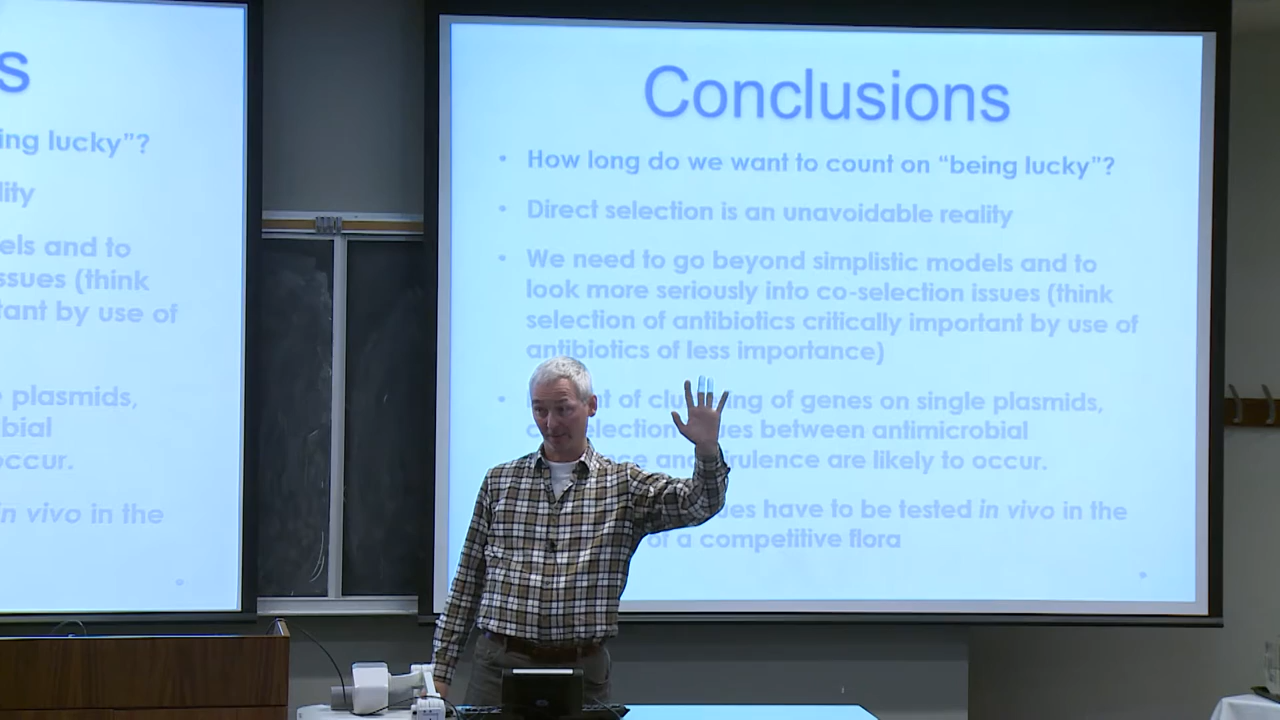 s
ing lucky”?
lity
els and to
ssues (think
tant by use of
plasmids,
bial
occur.
n vivo in the
Conclusions
• How long do we want to count on “being lucky”?
• Direct selection is an unavoidable reality
• We need to go beyond simplistic models and to
look more seriously into co-selection issues (think
selection of antibiotics critically important by use of
antibiotics of less importance)
• of genes on single plasmids,
between antimicrobial
are likely to occur.
have to be tested in vivo in the
of a competitive flora